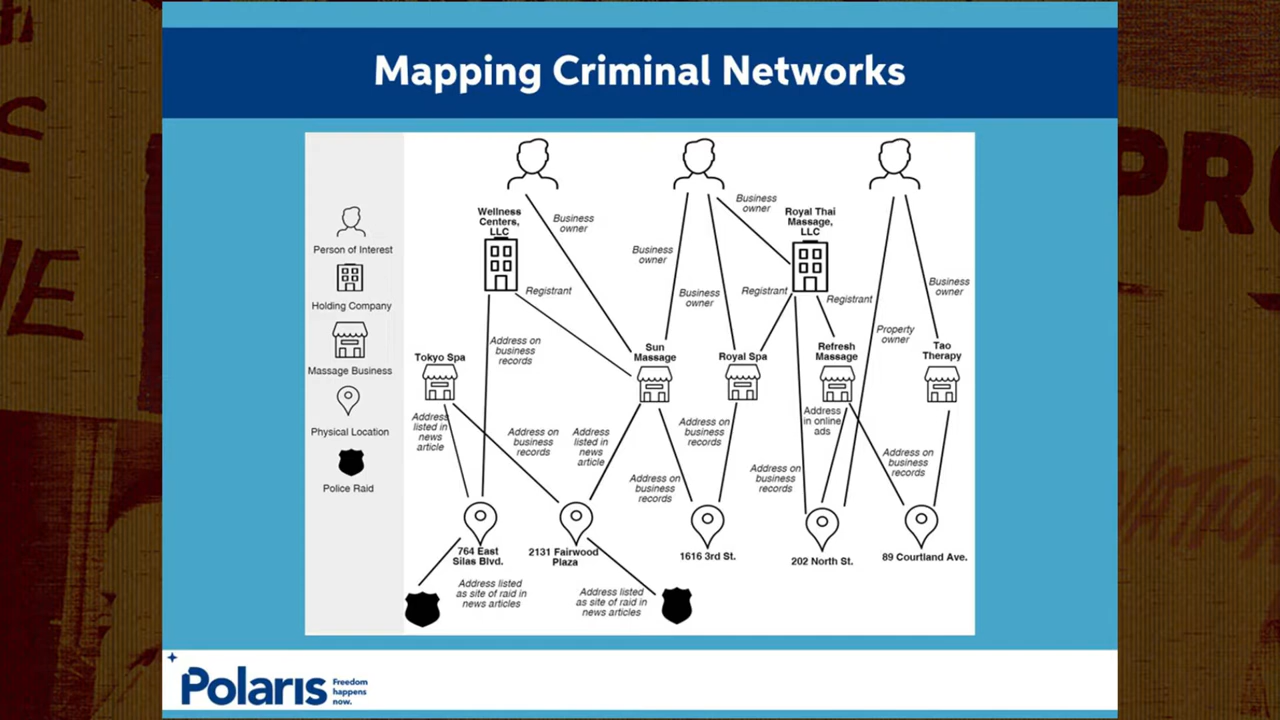 Mapping Criminal Networks
Person of Interest
Holding Company
Massage Business
Physical Location
Police Raid
Wellness
Centers,
LLC
Business
owner
Business
owner
Royal Thai
Massage,
LLC
Business
owner
Registrant
Business
owner
Registrant
Registrant
Business
owner
Address on
business
records
Property
owner
Tokyo Spa
Sun
Massage
Royal Spa
Refresh
Massage
Tao
Therapy
Address
listed in
news
article
Address on
business
records
Address
listed in
news
article
Address on
business
records
Address
in online
ads
Address on
business
records
Address on
business
records
Address on
business
records
764 East
Silas Blvd.
2131 Fairwood
Plaza
1616 3rd St.
202 North St.
89 Courtland Ave.
Address listed
as site of raid in
news articles
Address listed
as site of raid in
news articles
Polaris
Freedom
happens
now.